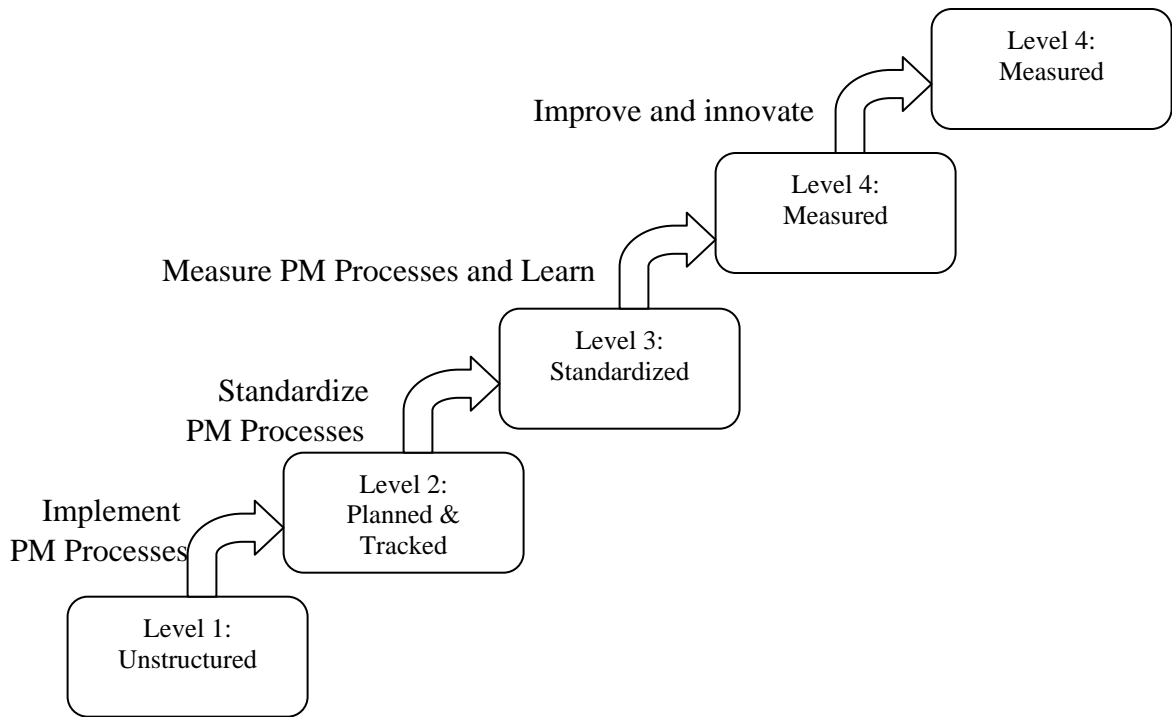 Level 4:
Measured
Improve and innovate
Level 4:
Measured
Measure PM Processes and Learn
Level 3:
Standardized
Standardize
PM Processes
Level 2:
Planned &
Tracked
Implement
PM Processes
Level 1:
Unstructured